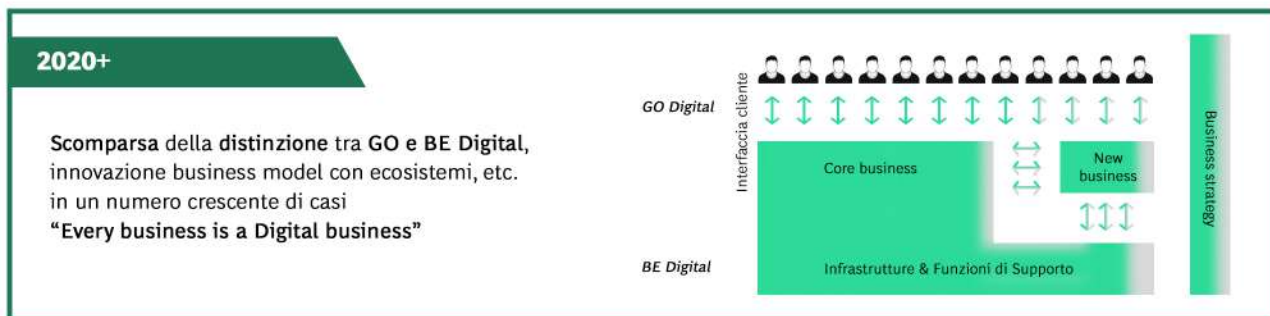 2020+
Scomparsa della distinzione tra GO e BE Digital,
innovazione business model con ecosistemi, etc.
in un numero crescente di casi
“Every business is a Digital business”
GO Digital
BE Digital
Interfaccia cliente
Core business
New
business
Infrastrutture & Funzioni di Supporto
Business strategy